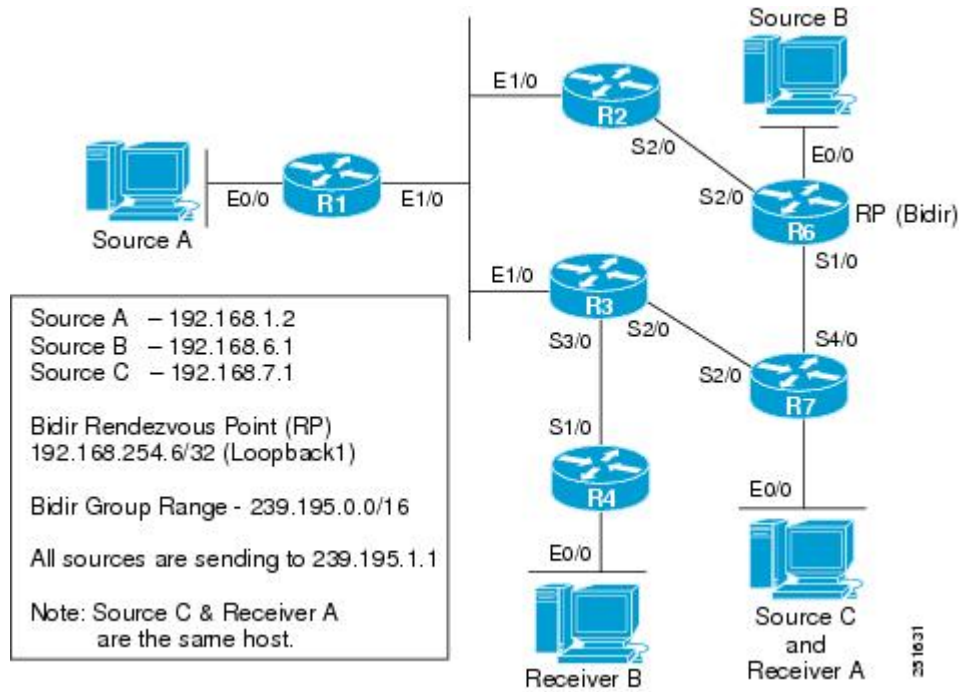 Source B
E1/0
R2
S2/0
E0/0
S2/0
R6
RP (Bidir)
E0/0
R1
E1/0
Source A
S1/0
E1/0
R3
S3/0
S2/0
S4/0
S2/0
R7
Source A – 192.168.1.2
Source B – 192.168.6.1
Source C – 192.168.7.1
Bidir Rendezvous Point (RP)
192.168.254.6/32 (Loopback1)
Bidir Group Range - 239.195.0.0/16
All sources are sending to 239.195.1.1
Note: Source C & Receiver A
are the same host.
S1/0
R4
E0/0
E0/0
Receiver B
Source C
and
Receiver A
251631